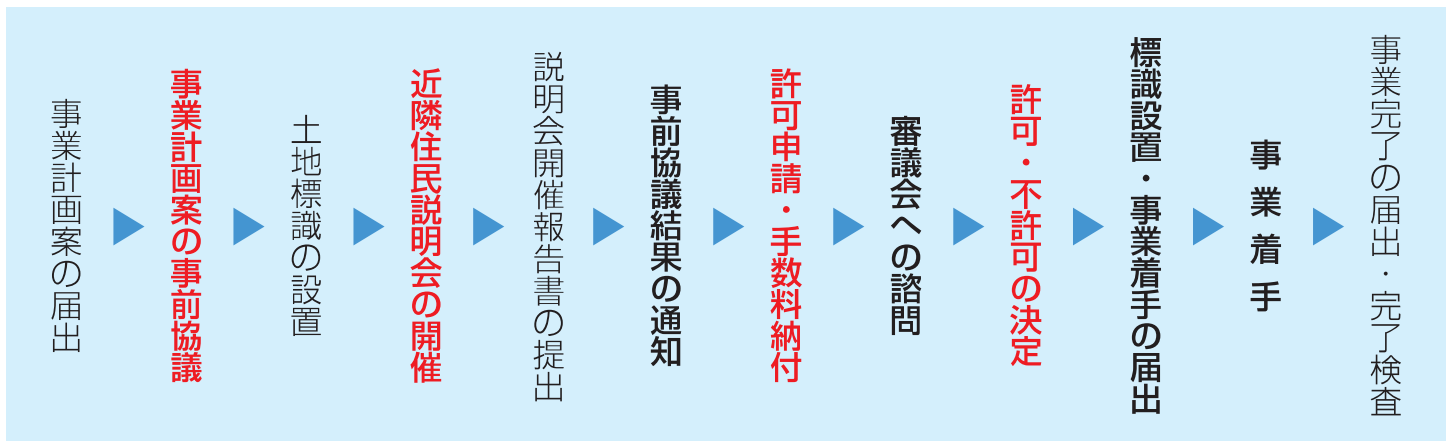 事業計画案の届出
事業計画案の事前協議
土地標識の設置
近隣住民説明会の開催
説明会開催報告書の提出
事前協議結果の通知
許可申請・手数料納付
審議会への諮問
許可・不許可の決定
標識設置・事業着手の届出
事業着手
事業完了の届出・完了検査